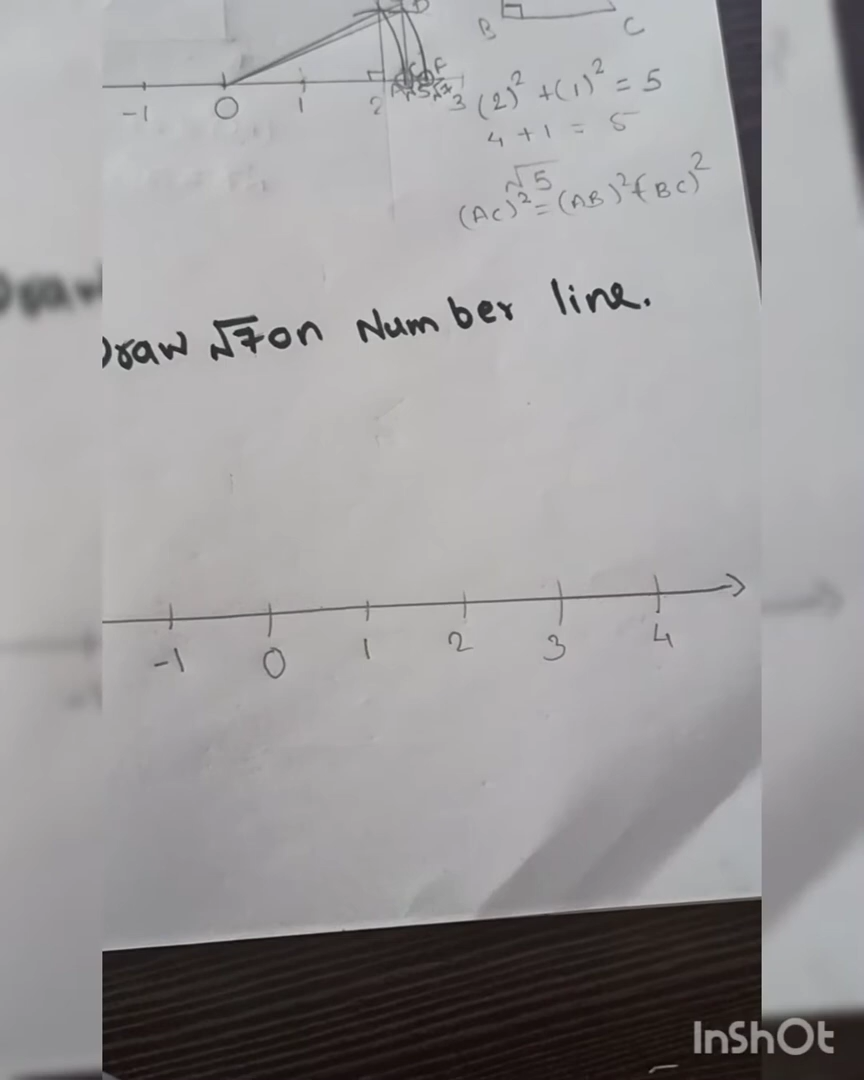 -1 0 1 2 3
B C
(2)² + (1)² = 5
4 + 1 = 5
√5
(AC)² = (AB)² + (BC)²
Draw √7 on Number line.
-1 0 1 2 3 4
InShOt